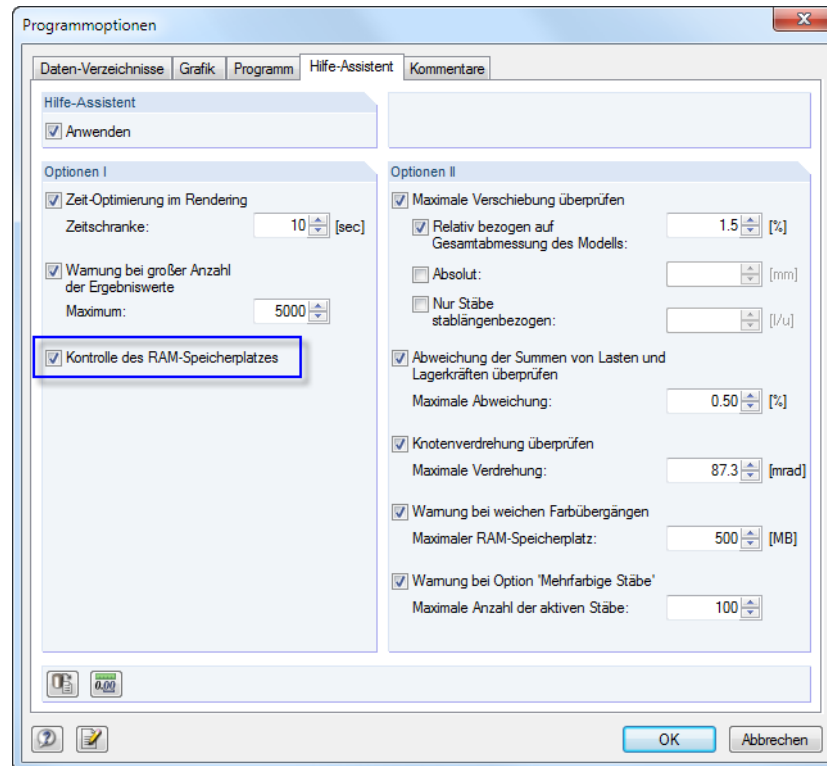 Programmoptionen
Daten-Verzeichnisse Grafik Programm Hilfe-Assistent Kommentare
Hilfe-Assistent
Anwenden
Optionen I
Zeit-Optimierung im Rendering
Zeitschranke: 10 [sec]
Warnung bei großer Anzahl
der Ergebniswerte
Maximum: 5000
Kontrolle des RAM-Speicherplatzes
Optionen II
Maximale Verschiebung überprüfen
Relativ bezogen auf 1.5 [%]
Gesamtabmessung des Modells:
Absolut: [mm]
Nur Stäbe
stablängenbezogen: [l/u]
Abweichung der Summen von Lasten und
Lagerkräften überprüfen
Maximale Abweichung: 0.50 [%]
Knotenverdrehung überprüfen
Maximale Verdrehung: 87.3 [mrad]
Warnung bei weichen Farbübergängen
Maximaler RAM-Speicherplatz: 500 [MB]
Warnung bei Option 'Mehrfarbige Stäbe'
Maximale Anzahl der aktiven Stäbe: 100
0.00
OK Abbrechen